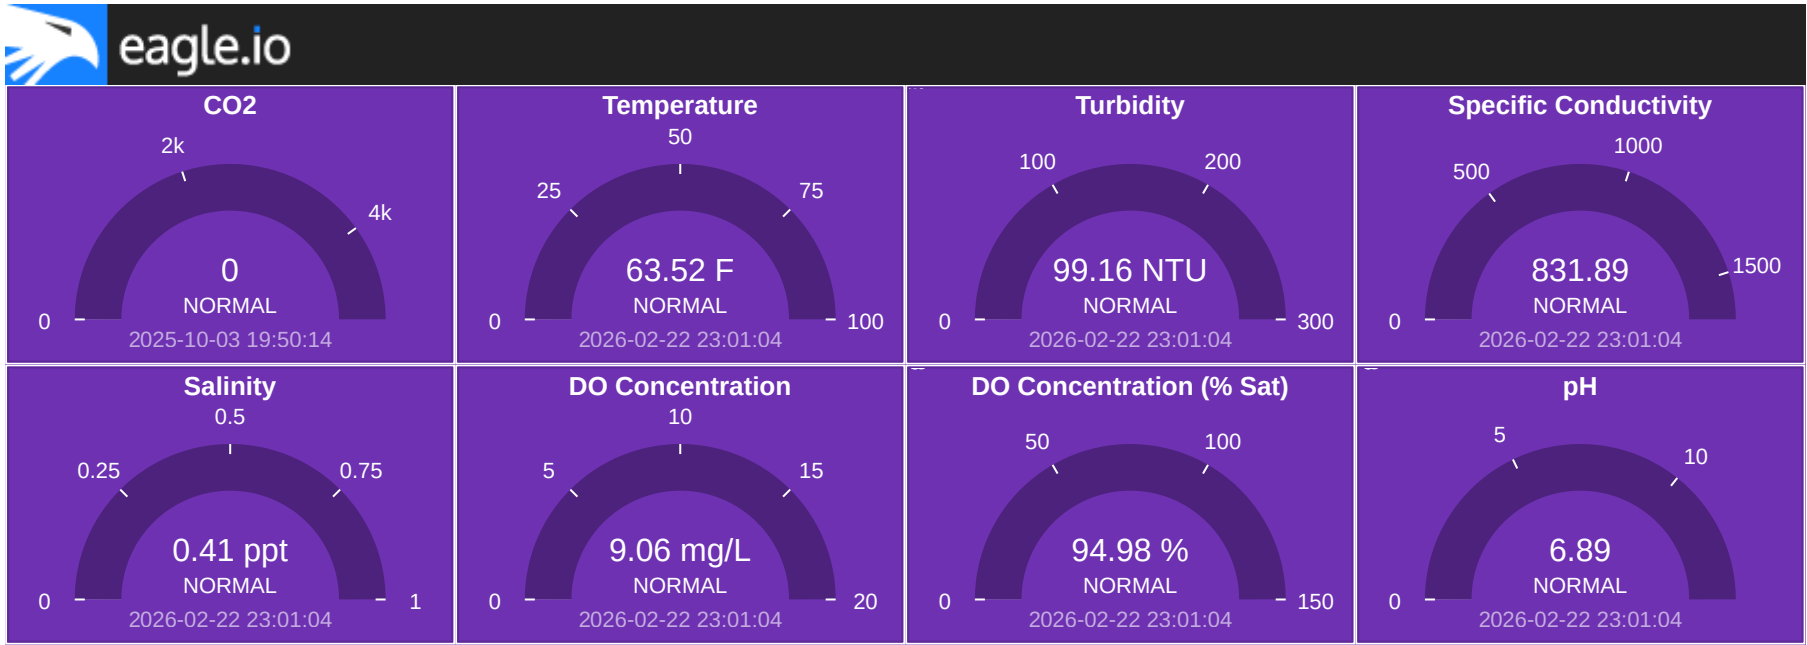 eagle.io
CO2
2k
4k
0
0
NORMAL
2025-10-03 19:50:14
Temperature
50
25
75
63.52 F
NORMAL
0
100
2026-02-22 23:01:04
Turbidity
100
200
99.16 NTU
NORMAL
0
300
2026-02-22 23:01:04
Specific Conductivity
1000
500
1500
831.89
NORMAL
0
2026-02-22 23:01:04
Salinity
0.5
0.25
0.75
0.41 ppt
NORMAL
0
1
2026-02-22 23:01:04
DO Concentration
10
5
15
9.06 mg/L
NORMAL
0
20
2026-02-22 23:01:04
DO Concentration (% Sat)
50
100
94.98 %
NORMAL
0
150
2026-02-22 23:01:04
pH
5
10
6.89
NORMAL
0
2026-02-22 23:01:04